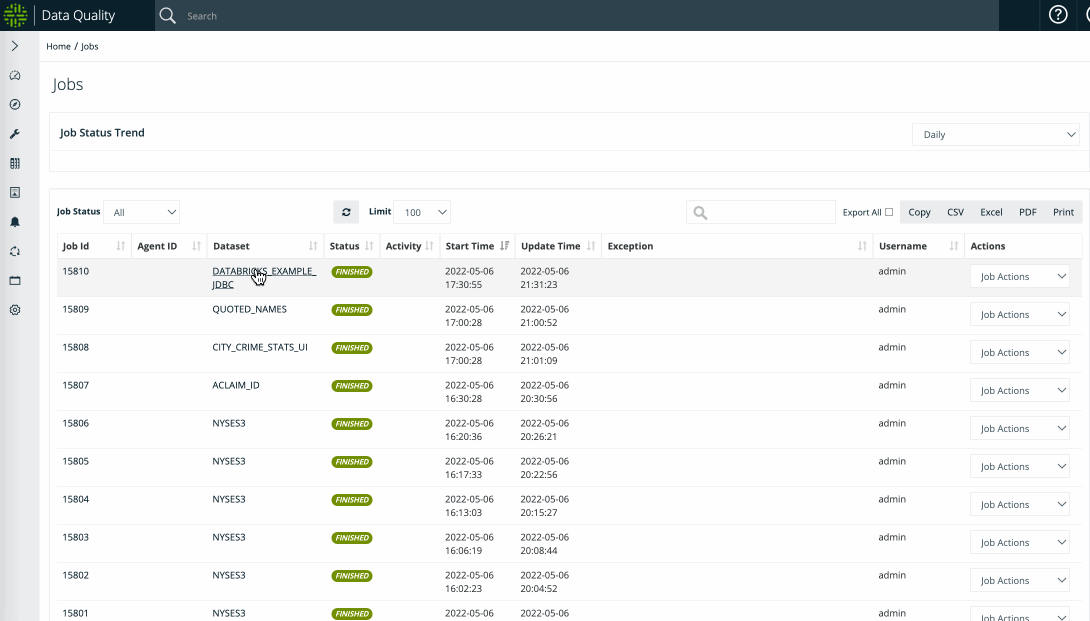 Data Quality
Search
Home / Jobs
Jobs
Job Status Trend
Daily
Job Status All Limit 100 Export All Copy CSV Excel PDF Print
Job Id Agent ID Dataset Status Activity Start Time Update Time Exception Username Actions
15810 DATABRICKS_EXAMPLE_ FINISHED 2022-05-06 2022-05-06 admin Job Actions
JDBC 17:30:55 21:31:23
15809 QUOTED_NAMES FINISHED 2022-05-06 2022-05-06 admin Job Actions
17:00:28 21:00:52
15808 CITY_CRIME_STATS_UI FINISHED 2022-05-06 2022-05-06 admin Job Actions
17:00:28 21:01:09
15807 ACLAIM_ID FINISHED 2022-05-06 2022-05-06 admin Job Actions
16:30:28 20:30:56
15806 NYSES3 FINISHED 2022-05-06 2022-05-06 admin Job Actions
16:20:36 20:26:21
15805 NYSES3 FINISHED 2022-05-06 2022-05-06 admin Job Actions
16:17:33 20:22:56
15804 NYSES3 FINISHED 2022-05-06 2022-05-06 admin Job Actions
16:13:03 20:15:27
15803 NYSES3 FINISHED 2022-05-06 2022-05-06 admin Job Actions
16:06:19 20:08:44
15802 NYSES3 FINISHED 2022-05-06 2022-05-06 admin Job Actions
16:02:23 20:04:52
15801 NYSES3 FINISHED 2022-05-06 2022-05-06 admin Job Actions